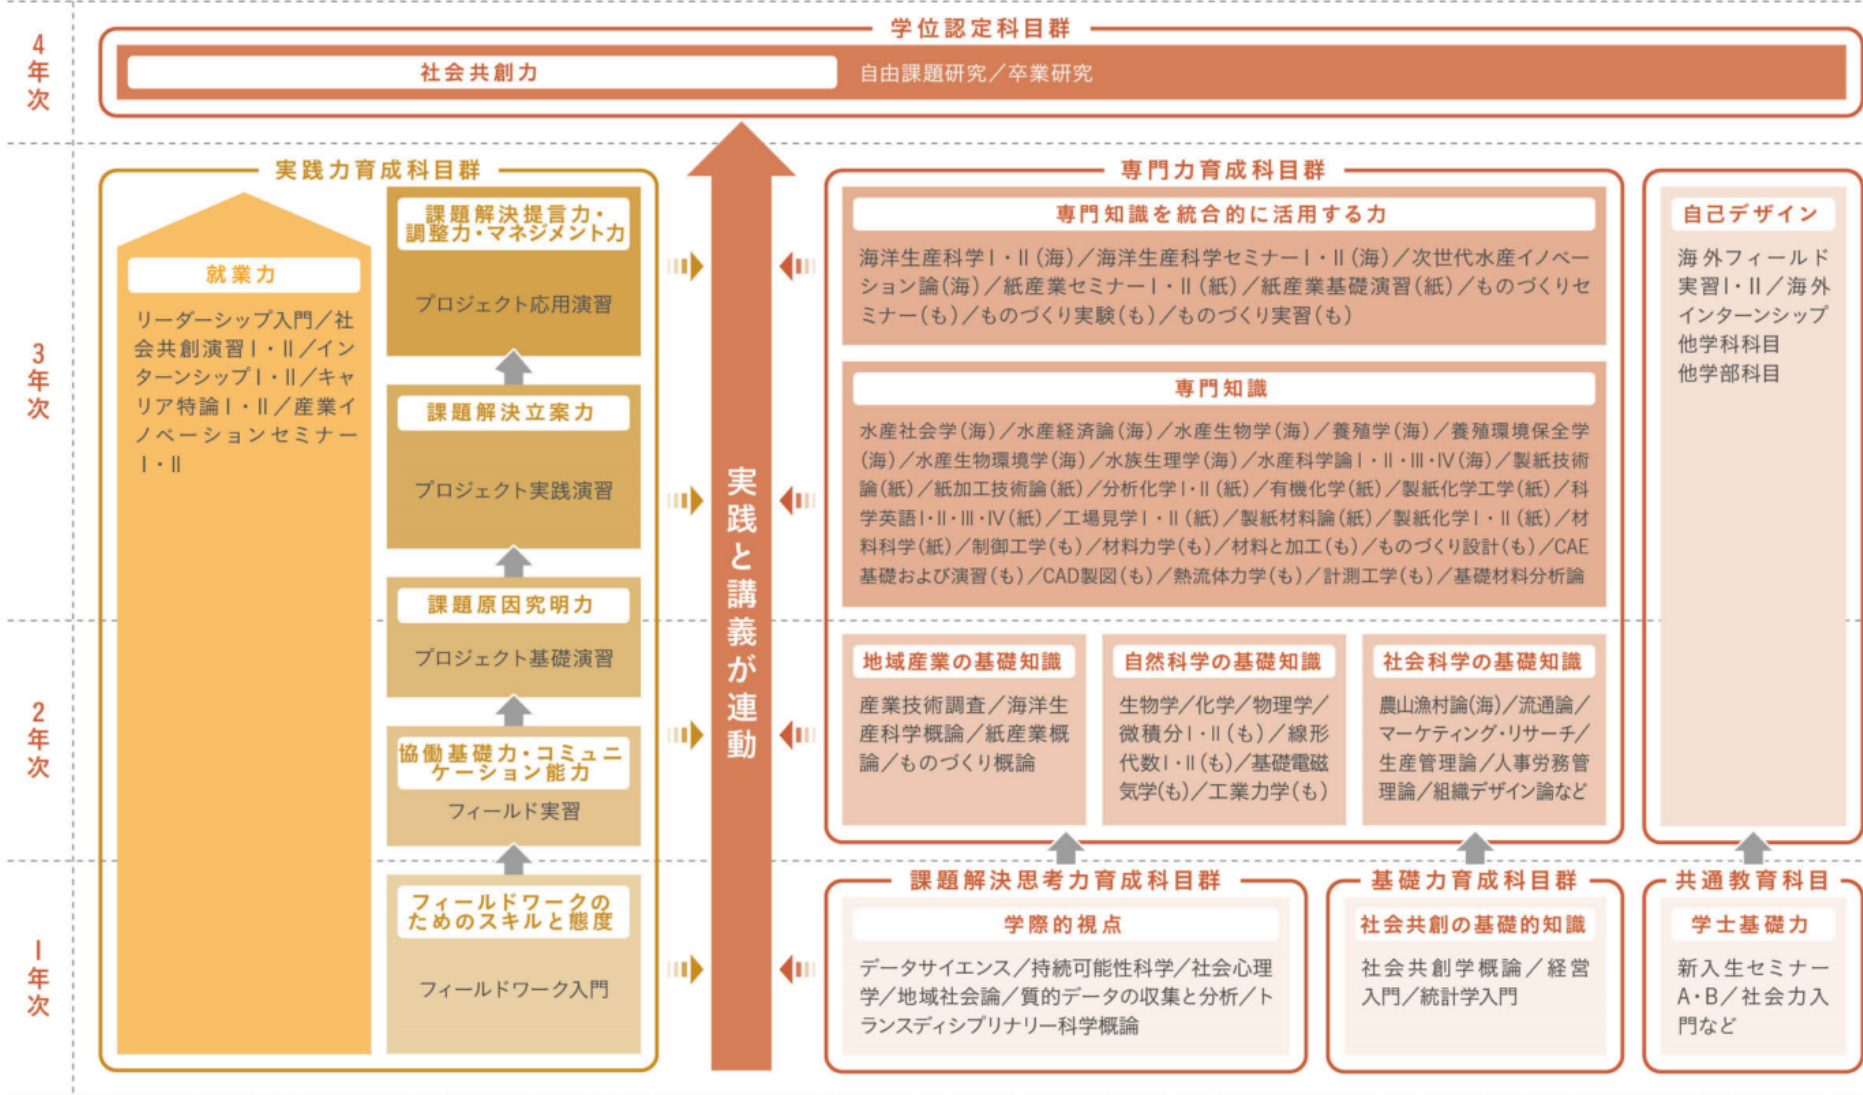 4年次
学位認定科目群
社会共創力
自由課題研究／卒業研究
3年次
実践力育成科目群
就業力
リーダーシップ入門／社
会共創演習Ⅰ・Ⅱ／イン
ターンシップⅠ・Ⅱ／キャ
リア特論Ⅰ・Ⅱ／産業イ
ノベーションセミナー
Ⅰ・Ⅱ
課題解決提言力・
調整力・マネジメント力
プロジェクト応用演習
課題解決立案力
プロジェクト実践演習
課題原因究明力
プロジェクト基礎演習
協働基礎力・コミュニ
ケーション能力
フィールド実習
フィールドワークの
ためのスキルと態度
フィールドワーク入門
実践と講義が連動
専門力育成科目群
専門知識を統合的に活用する力
海洋生産科学Ⅰ・Ⅱ(海)／海洋生産科学セミナーⅠ・Ⅱ(海)／次世代水産イノベー
ション論(海)／紙産業セミナーⅠ・Ⅱ(紙)／紙産業基礎演習(紙)／ものづくりセ
ミナー(も)／ものづくり実験(も)／ものづくり実習(も)
専門知識
水産社会学(海)／水産経済論(海)／水産生物学(海)／養殖学(海)／養殖環境保全学
(海)／水産生物環境学(海)／水族生理学(海)／水産科学論Ⅰ・Ⅱ・Ⅲ・Ⅳ(海)／製紙技術
論(紙)／紙加工技術論(紙)／分析化学Ⅰ・Ⅱ(紙)／有機化学(紙)／製紙化学工学(紙)／科
学英語Ⅰ・Ⅱ・Ⅲ・Ⅳ(紙)／工場見学Ⅰ・Ⅱ(紙)／製紙材料論(紙)／製紙化学Ⅰ・Ⅱ(紙)／材
料科学(紙)／制御工学(も)／材料力学(も)／材料と加工(も)／ものづくり設計(も)／CAE
基礎および演習(も)／CAD製図(も)／熱流体力学(も)／計測工学(も)／基礎材料分析論
自己デザイン
海外フィールド
実習Ⅰ・Ⅱ／海外
インターンシップ
他学科科目
他学部科目
2年次
地域産業の基礎知識
産業技術調査／海洋生
産科学概論／紙産業概
論／ものづくり概論
自然科学の基礎知識
生物学／化学／物理学／
微積分Ⅰ・Ⅱ(も)／線形
代数Ⅰ・Ⅱ(も)／基礎電磁
気学(も)／工業力学(も)
社会科学の基礎知識
農山漁村論(海)／流通論／
マーケティング・リサーチ／
生産管理論／人事労務管
理論／組織デザイン論など
1年次
課題解決思考力育成科目群
学際的視点
データサイエンス／持続可能性科学／社会心理
学／地域社会論／質的データの収集と分析／ト
ランスディシプリナリー科学概論
基礎力育成科目群
社会共創の基礎的知識
社会共創学概論／経営
入門／統計学入門
共通教育科目
学士基礎力
新入生セミナー
A・B／社会力入
門など